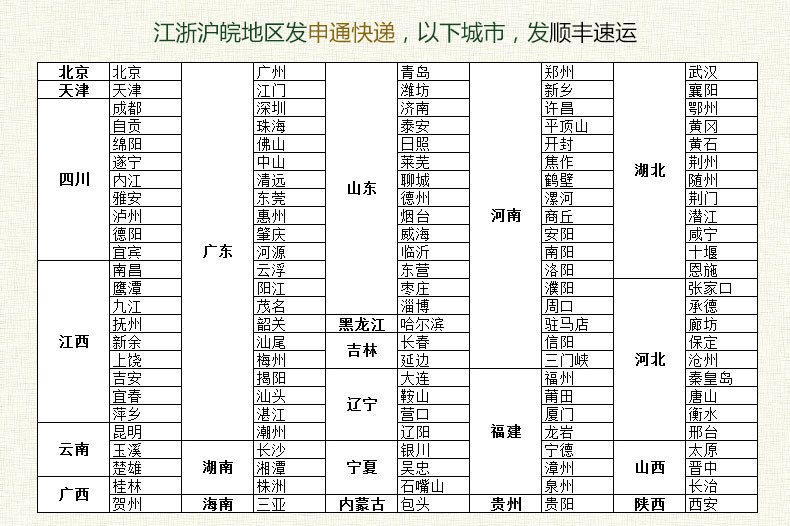 江浙沪皖地区发申通快递，以下城市，发顺丰速运
北京 北京 广州 青岛 郑州 武汉
天津 天津 江门 潍坊 新乡 襄阳
成都 深圳 济南 许昌 鄂州
自贡 珠海 泰安 平顶山 黄冈
绵阳 佛山 日照 开封 黄石
遂宁 中山 莱芜 焦作 湖北 荆州
四川 内江 清远 山东 聊城 鹤壁 随州
雅安 东莞 德州 漯河 荆门
泸州 惠州 烟台 河南 商丘 潜江
德阳 肇庆 威海 安阳 咸宁
宜宾 广东 河源 临沂 南阳 十堰
南昌 云浮 东营 洛阳 恩施
鹰潭 阳江 枣庄 濮阳 张家口
九江 茂名 淄博 周口 承德
抚州 韶关 黑龙江 哈尔滨 驻马店 廊坊
江西 新余 汕尾 吉林 长春 信阳 保定
上饶 梅州 延边 三门峡 河北 沧州
吉安 揭阳 大连 福州 秦皇岛
宜春 汕头 辽宁 鞍山 莆田 唐山
萍乡 湛江 营口 厦门 衡水
昆明 潮州 辽阳 福建 龙岩 邢台
云南 玉溪 长沙 银川 宁德 太原
楚雄 湖南 湘潭 宁夏 吴忠 漳州 山西 晋中
广西 桂林 株洲 石嘴山 泉州 长治
贺州 海南 三亚 内蒙古 包头 贵州 贵阳 陕西 西安